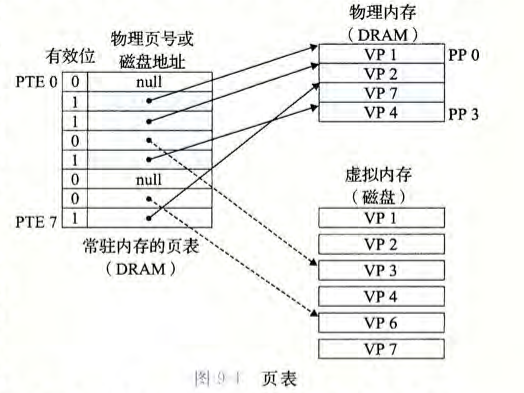 物理页号或
磁盘地址
有效位
PTE 0
0
null
1
1
0
1
0
null
0
PTE 7
1
常驻内存的页表
(DRAM)
物理内存
(DRAM)
VP 1
PP 0
VP 2
VP 7
VP 4
PP 3
虚拟内存
(磁盘)
VP 1
VP 2
VP 3
VP 4
VP 6
VP 7
图 9-4 页表